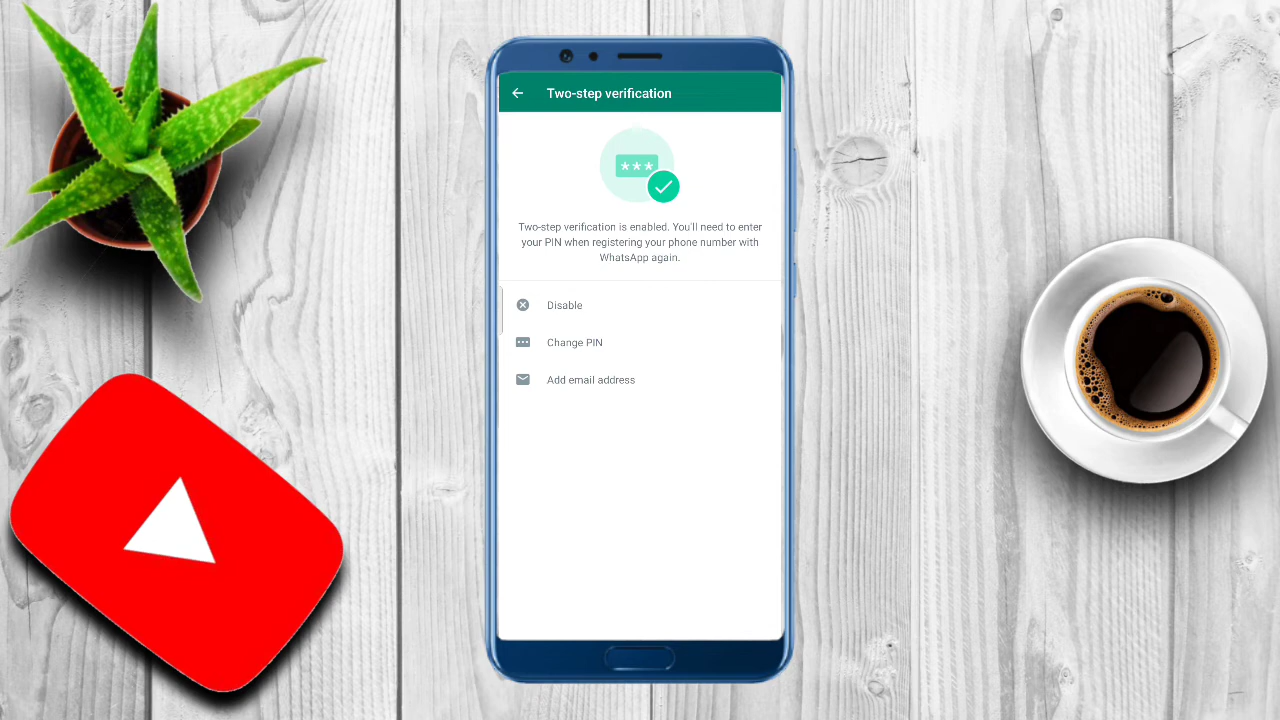 Two-step verification
***
Two-step verification is enabled. You'll need to enter
your PIN when registering your phone number with
WhatsApp again.
Disable
Change PIN
Add email address